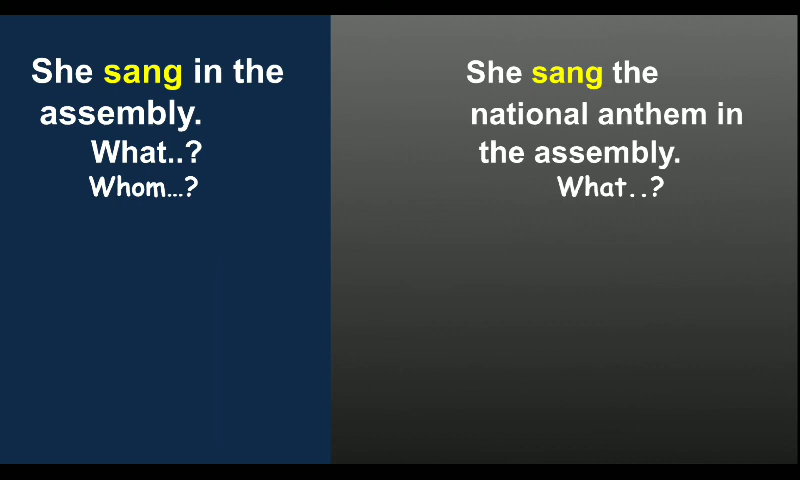 She sang in the
assembly.
What..?
Whom...?
She sang the
national anthem in
the assembly.
What..?